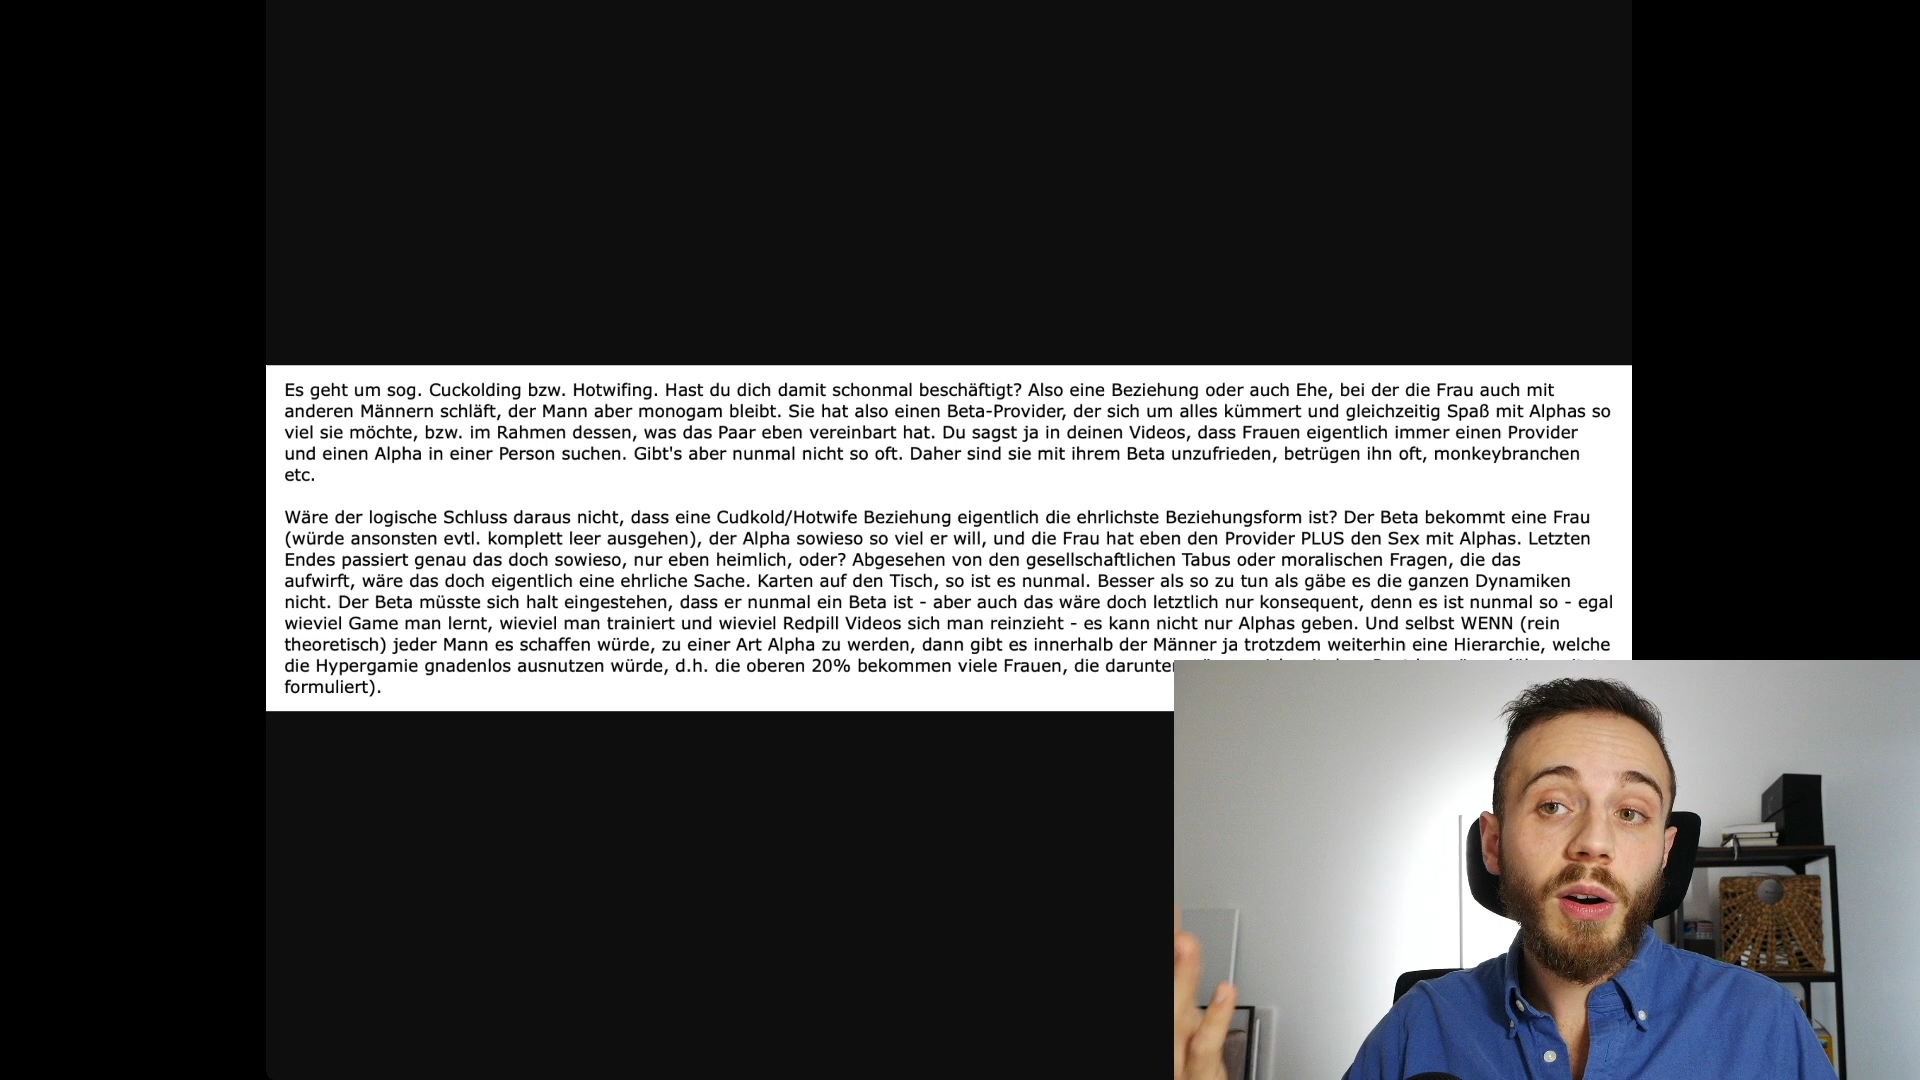 Es geht um sog. Cuckolding bzw. Hotwifing. Hast du dich damit schonmal beschäftigt? Also eine Beziehung oder auch Ehe, bei der die Frau auch mit
anderen Männern schläft, der Mann aber monogam bleibt. Sie hat also einen Beta-Provider, der sich um alles kümmert und gleichzeitig Spaß mit Alphas so
viel sie möchte, bzw. im Rahmen dessen, was das Paar eben vereinbart hat. Du sagst ja in deinen Videos, dass Frauen eigentlich immer einen Provider
und einen Alpha in einer Person suchen. Gibt's aber nunmal nicht so oft. Daher sind sie mit ihrem Beta unzufrieden, betrügen ihn oft, monkeybranchen
etc.
Wäre der logische Schluss daraus nicht, dass eine Cudkold/Hotwife Beziehung eigentlich die ehrlichste Beziehungsform ist? Der Beta bekommt eine Frau
(würde ansonsten evtl. komplett leer ausgehen), der Alpha sowieso so viel er will, und die Frau hat eben den Provider PLUS den Sex mit Alphas. Letzten
Endes passiert genau das doch sowieso, nur eben heimlich, oder? Abgesehen von den gesellschaftlichen Tabus oder moralischen Fragen, die das
aufwirft, wäre das doch eigentlich eine ehrliche Sache. Karten auf den Tisch, so ist es nunmal. Besser als so zu tun als gäbe es die ganzen Dynamiken
nicht. Der Beta müsste sich halt eingestehen, dass er nunmal ein Beta ist - aber auch das wäre doch letztlich nur konsequent, denn es ist nunmal so - egal
wieviel Game man lernt, wieviel man trainiert und wieviel Redpill Videos sich man reinzieht - es kann nicht nur Alphas geben. Und selbst WENN (rein
theoretisch) jeder Mann es schaffen würde, zu einer Art Alpha zu werden, dann gibt es innerhalb der Männer ja trotzdem weiterhin eine Hierarchie, welche
die Hypergamie gnadenlos ausnutzen würde, d.h. die oberen 20% bekommen viele Frauen, die darunter
formuliert).